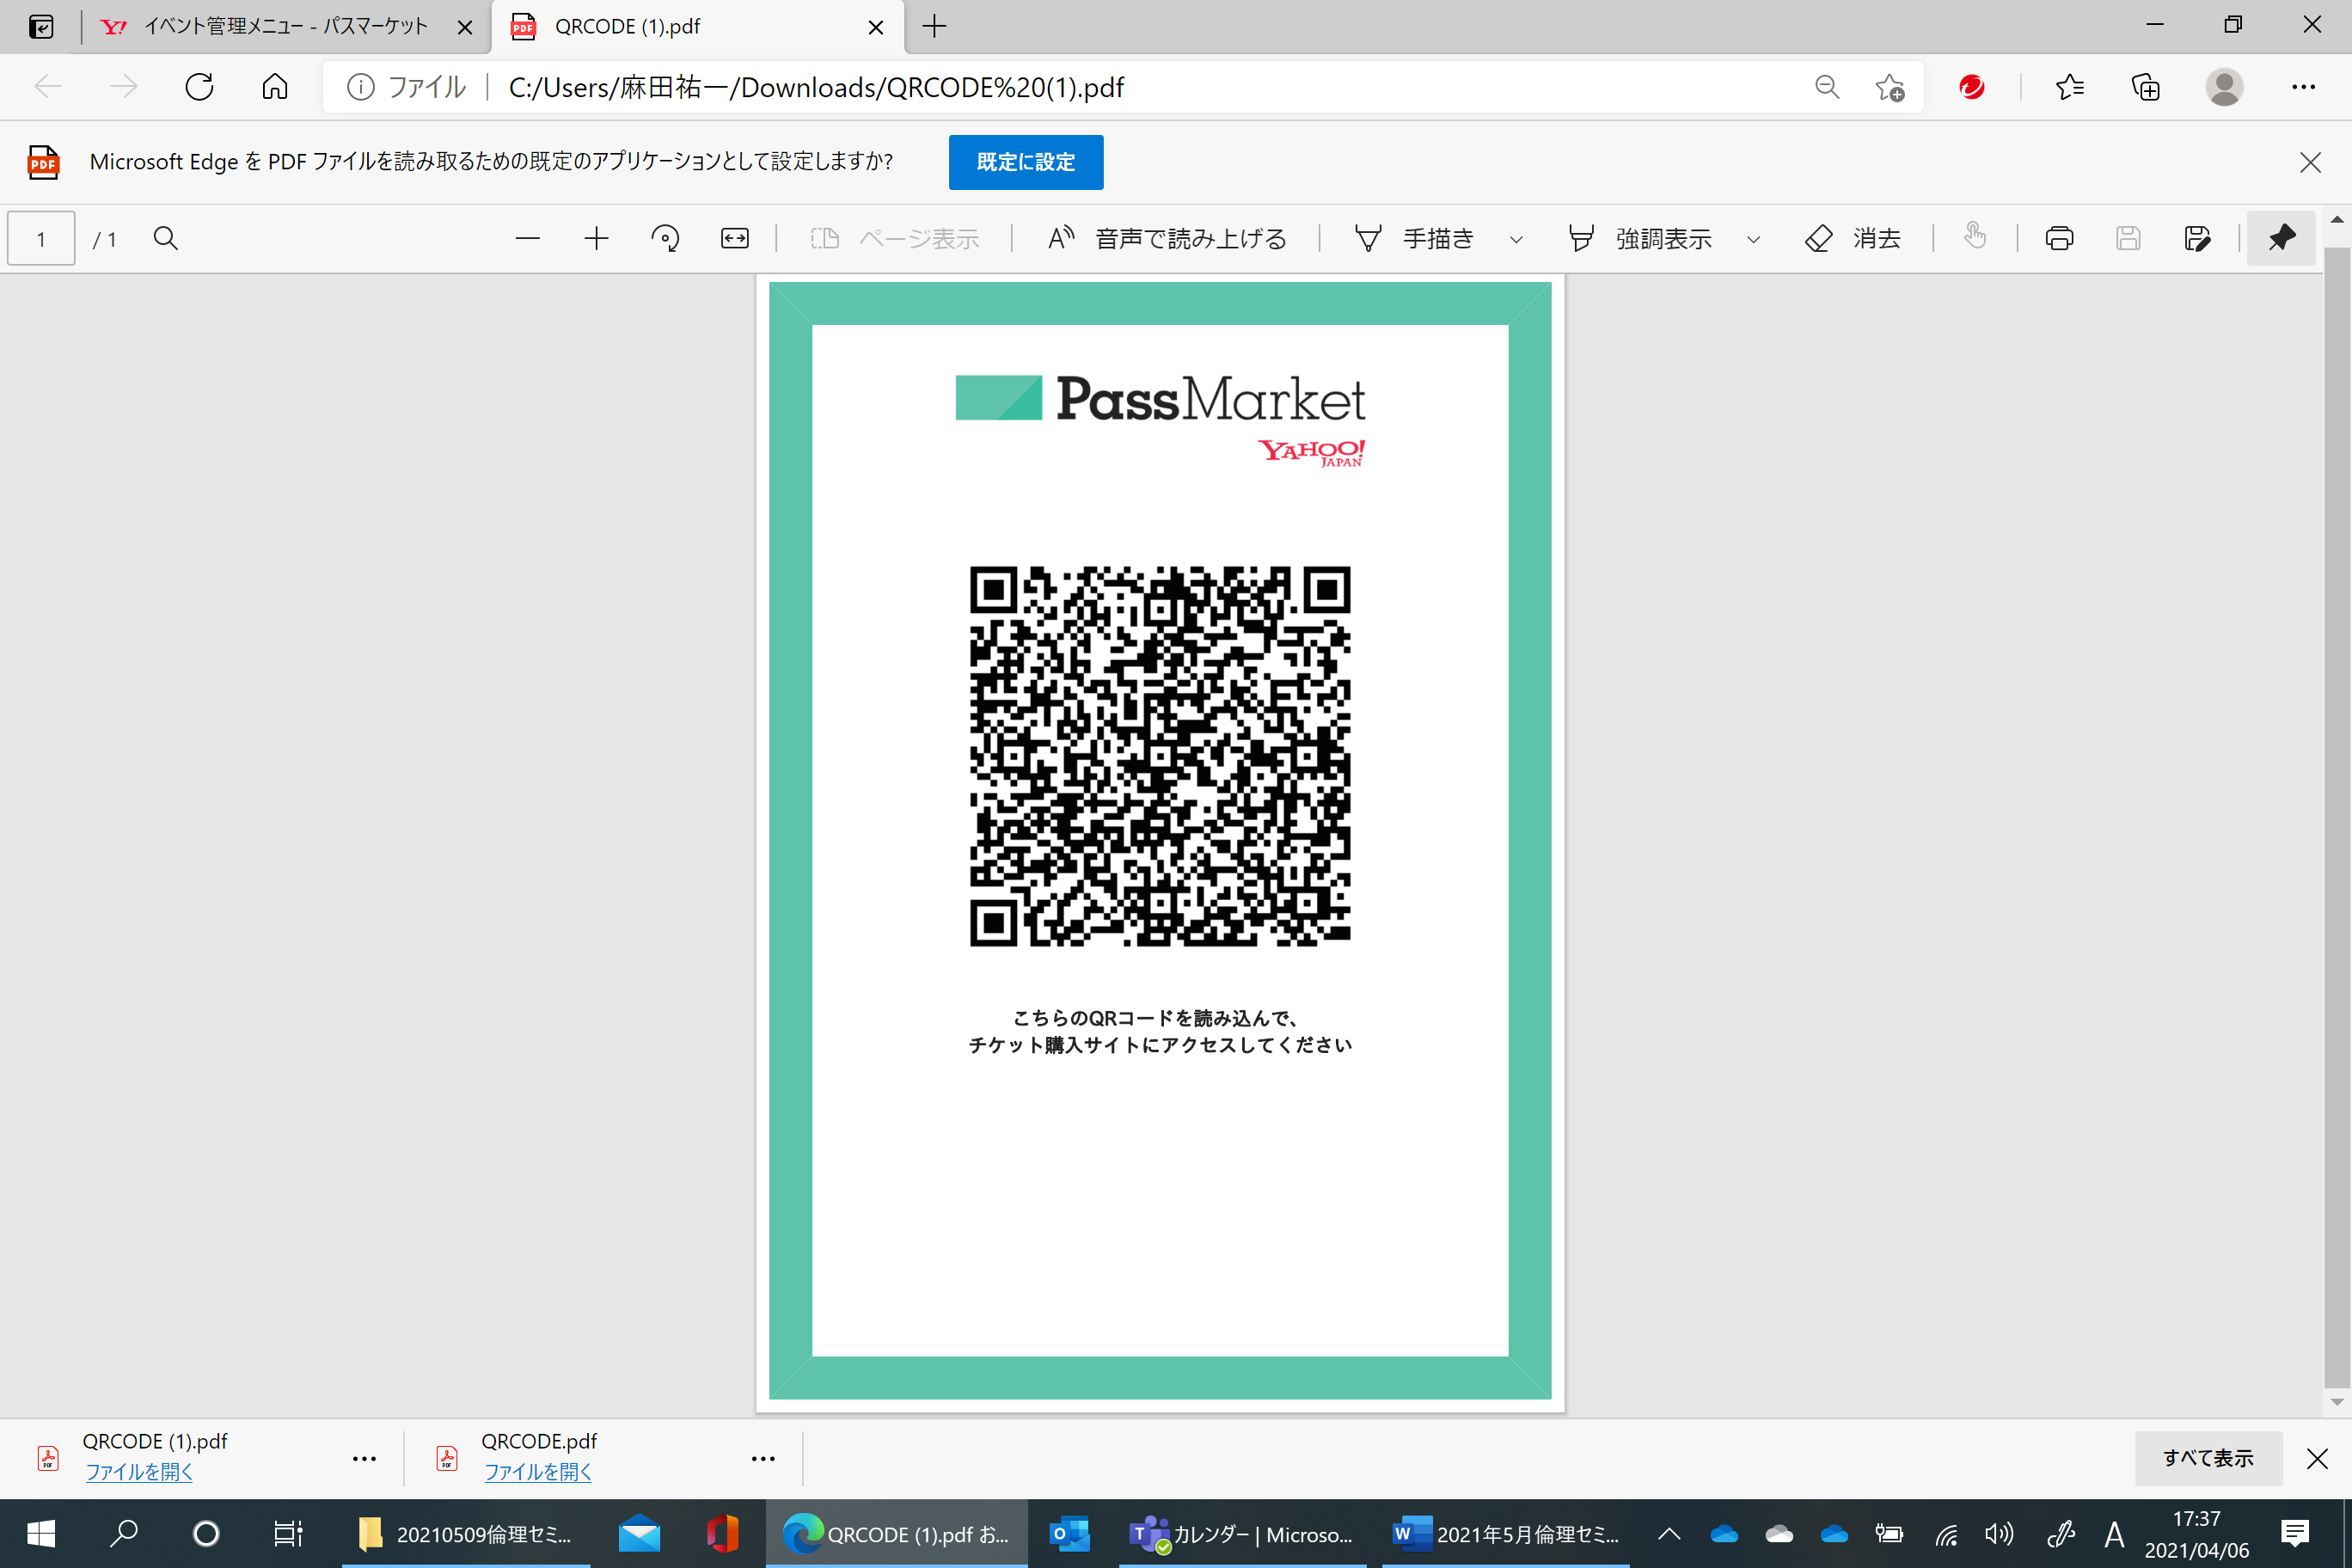 イベント管理メニュー - パスマーケット
QRCODE (1).pdf
ファイル
C:/Users/麻田祐一/Downloads/QRCODE%20(1).pdf
Microsoft Edge を PDF ファイルを読み取るための既定のアプリケーションとして設定しますか?
既定に設定
1 / 1
ページ表示
音声で読み上げる
手描き
強調表示
消去
PassMarket
YAHOO!
JAPAN
こちらのQRコードを読み込んで、
チケット購入サイトにアクセスしてください
QRCODE (1).pdf
ファイルを開く
QRCODE.pdf
ファイルを開く
すべて表示
20210509倫理セミ...
QRCODE (1).pdf お...
カレンダー | Microso...
2021年5月倫理セミ...
A
17:37
2021/04/06